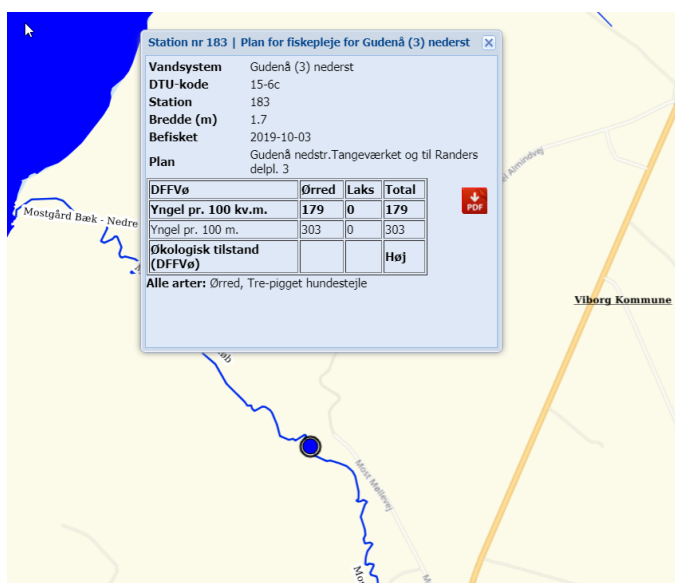 Station nr 183 | Plan for fiskepleje for Gudenå (3) nederst
Vandsystem Gudenå (3) nederst
DTU-kode 15-6c
Station 183
Bredde (m) 1.7
Befisket 2019-10-03
Plan Gudenå nedstr.Tangeværket og til Randers
delpl. 3
DFFVø Ørred Laks Total
Yngel pr. 100 kv.m. 179 0 179
Yngel pr. 100 m. 303 0 303
Økologisk tilstand
(DFFVø) Høj
PDF
Alle arter: Ørred, Tre-pigget hundestejle
Mostgård Bæk - Nedre
Almindvej
Viborg Kommune
Most Møllevej